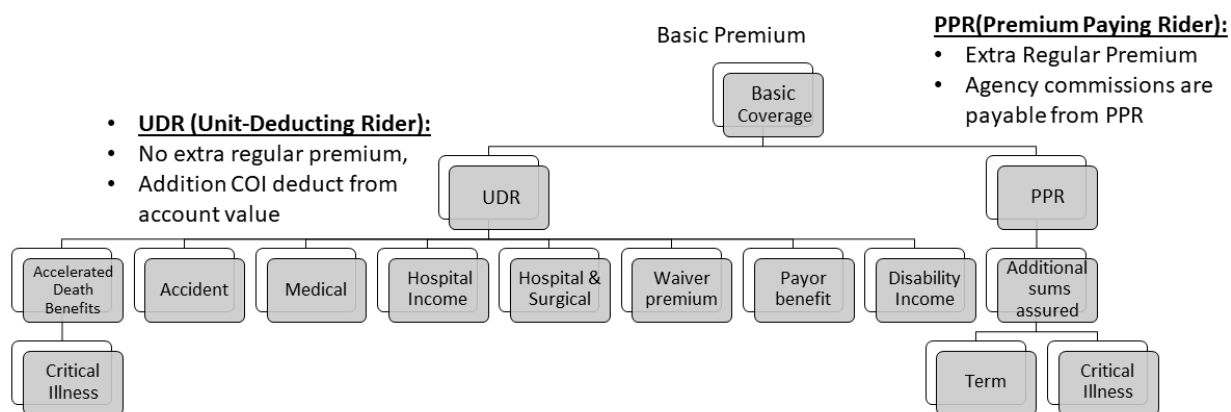 Basic Premium
PPR(Premium Paying Rider):
• Extra Regular Premium
• Agency commissions are
payable from PPR
Basic
Coverage
• UDR (Unit-Deducting Rider):
• No extra regular premium,
• Addition COI deduct from
account value
UDR
PPR
Accelerated
Death
Benefits
Accident
Medical
Hospital
Income
Hospital &
Surgical
Waiver
premium
Payor
benefit
Disability
Income
Additional
sums
assured
Critical
Illness
Term
Critical
Illness